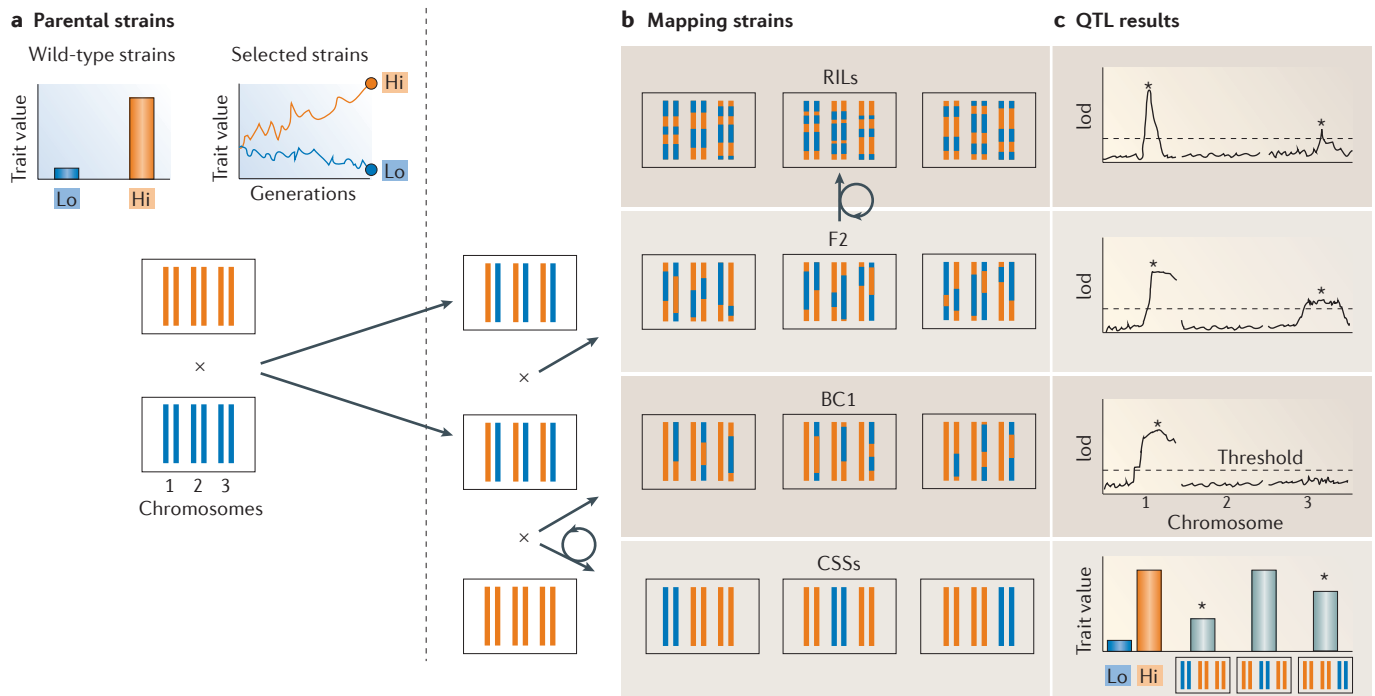 a Parental strains
Wild-type strains
Selected strains
Trait value
Lo
Hi
Trait value
Hi
Lo
Generations
×
1 2 3
Chromosomes
×
×
b Mapping strains
RILs
F2
BC1
CSSs
c QTL results
lod
*
*
lod
*
*
lod
*
Threshold
1 2 3
Chromosome
Trait value
*
*
Lo Hi